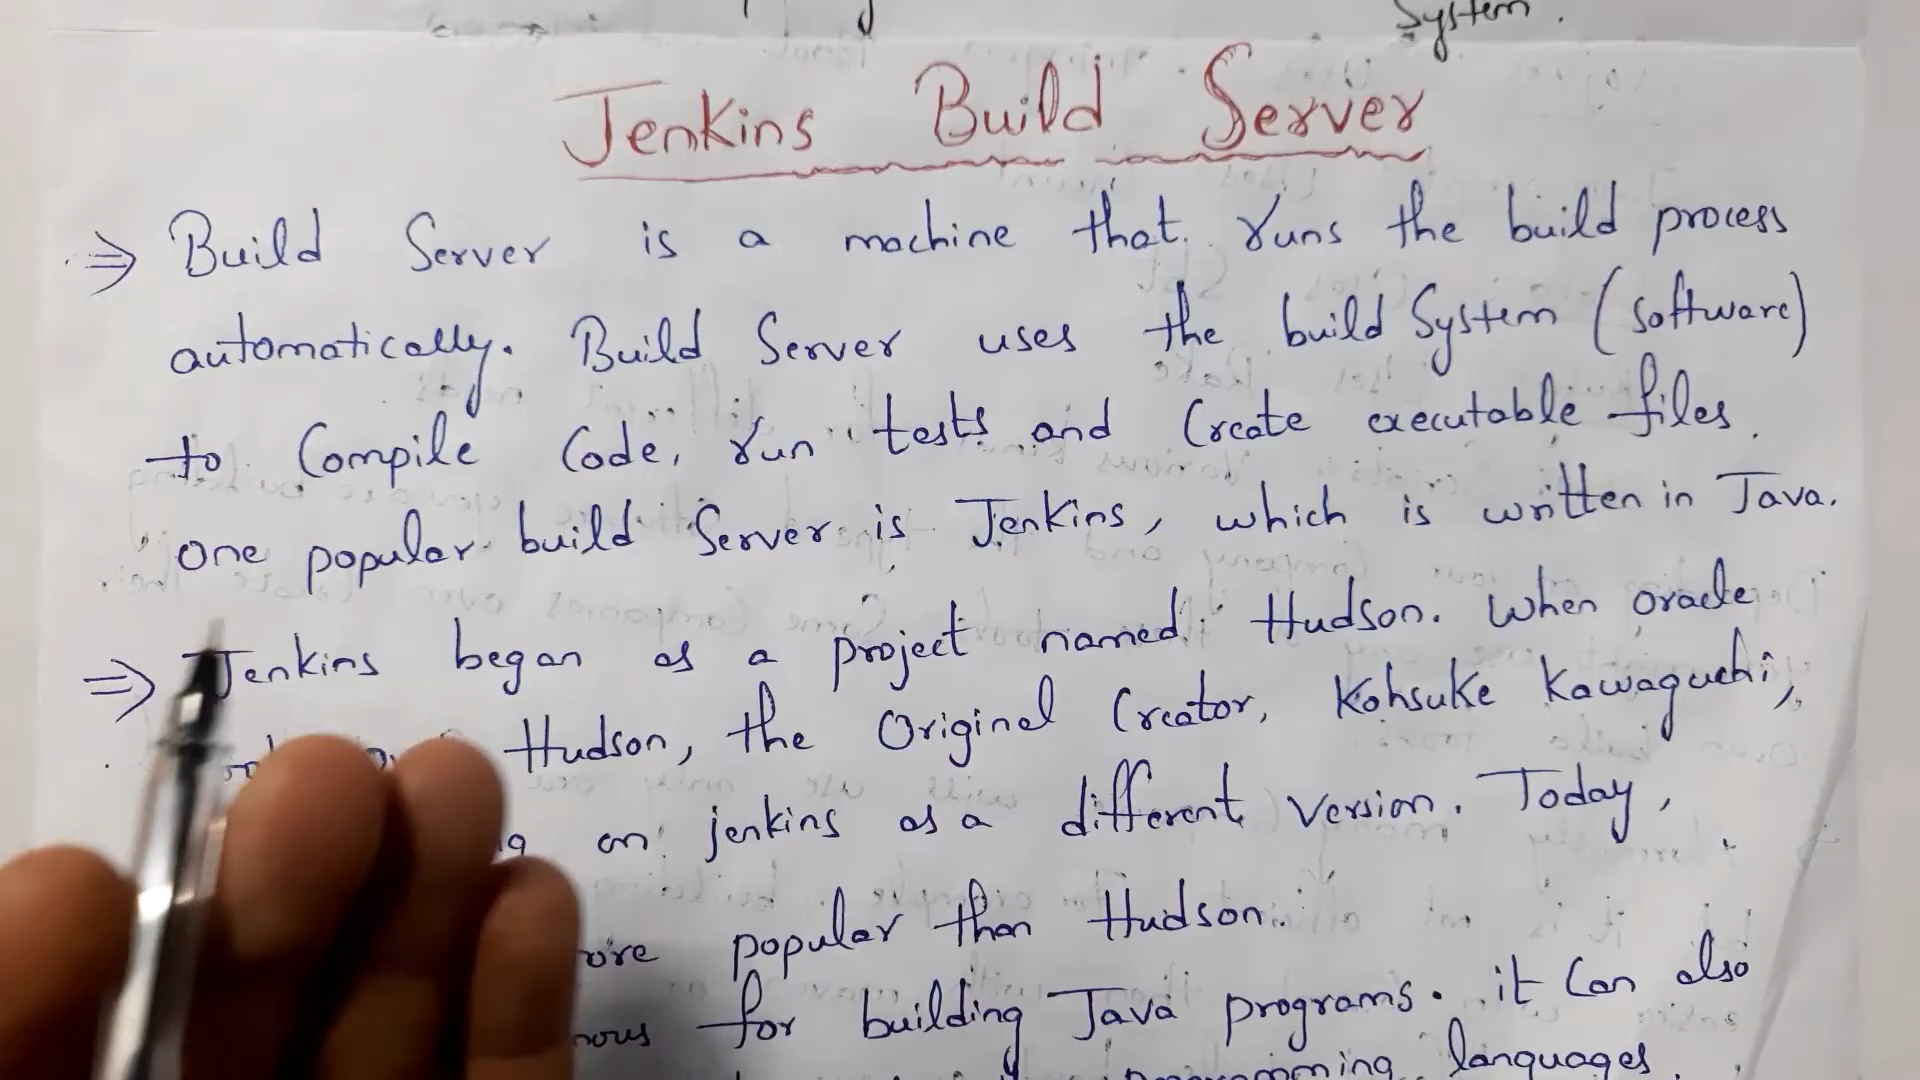 System.
Jenkins Build Server
⇒ Build Server is a machine that runs the build process
automatically. Build Server uses the build System (Software)
to Compile Code, run tests and Create executable files.
one popular build Server is Jenkins, which is written in Java.
⇒ Jenkins began as a project named Hudson. When oracle
Hudson, the Original Creator, Kohsuke Kawaguchi,
on jenkins as a different version. Today,
popular than Hudson.
for building Java programs. it Can also
languages.